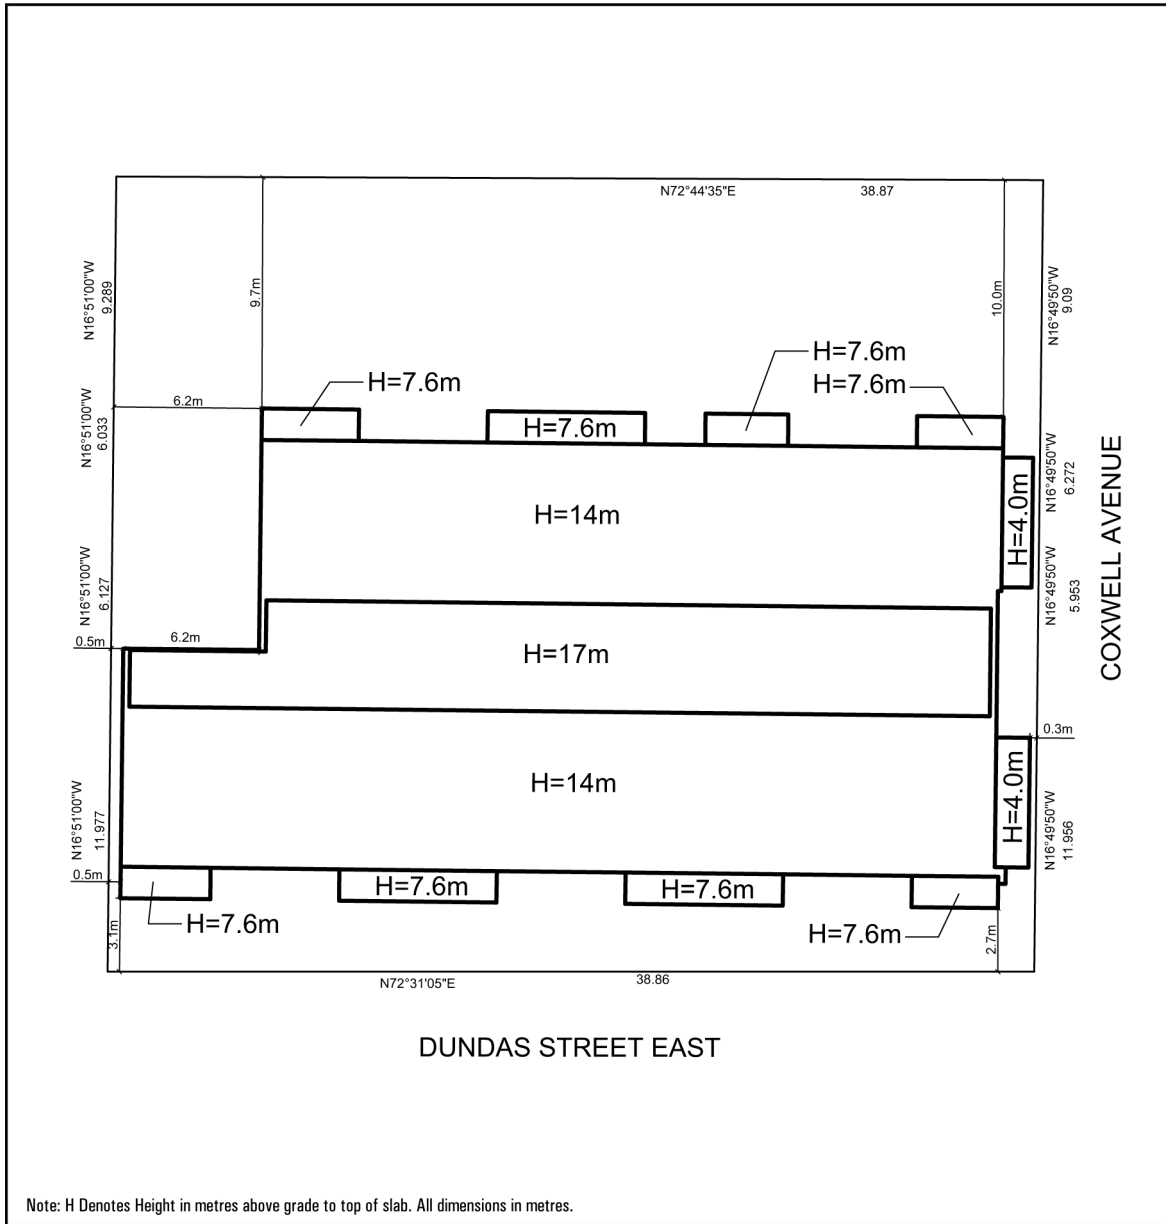 N72°44'35"E 38.87
N16°51'00"W
9.289
9.7m
10.0m
N16°49'50"W
9.09
H=7.6m
H=7.6m
H=7.6m
6.2m
N16°51'00"W
6.033
H=7.6m
N16°49'50"W
6.272
H=4.0m
H=14m
COXWELL AVENUE
N16°51'00"W
6.127
N16°49'50"W
5.953
0.5m
6.2m
H=17m
0.3m
H=14m
H=4.0m
N16°51'00"W
11.977
N16°49'50"W
11.956
0.5m
H=7.6m
H=7.6m
H=7.6m
H=7.6m
3.1m
2.7m
N72°31'05"E 38.86
DUNDAS STREET EAST
Note: H Denotes Height in metres above grade to top of slab. All dimensions in metres.